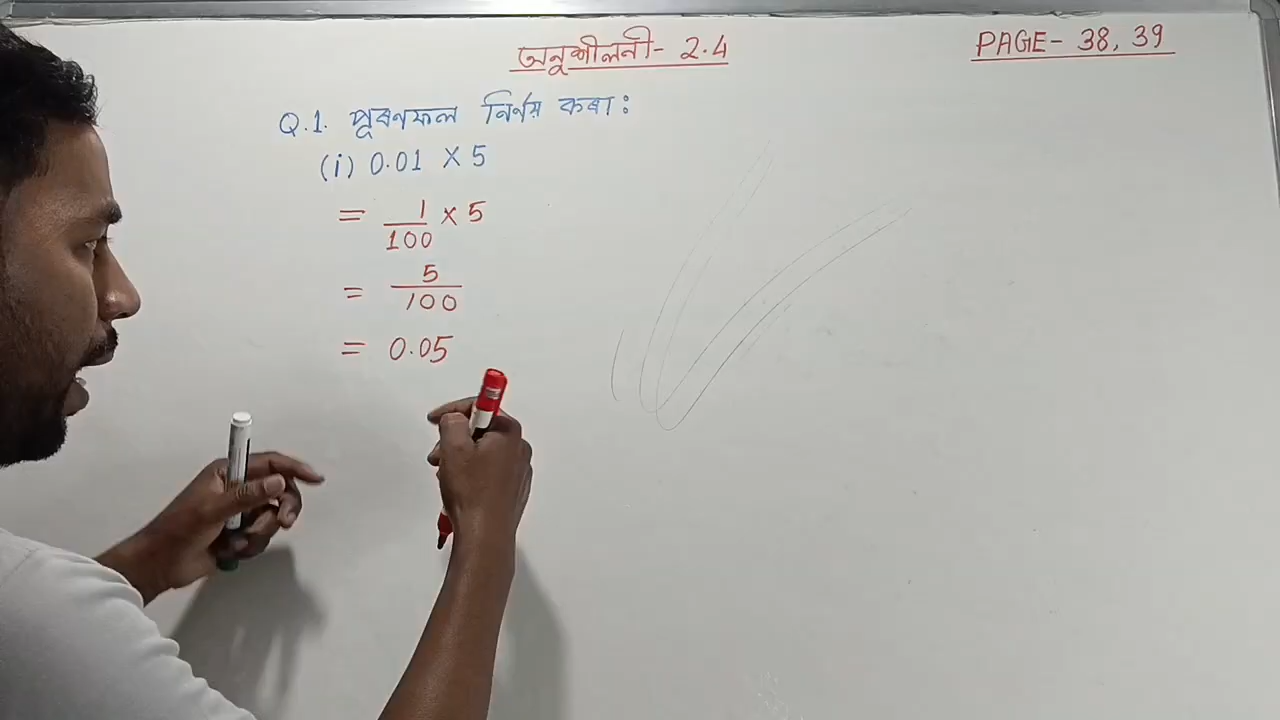 অনুশীলনী- 2.4
PAGE- 38, 39
Q.1. পূৰণফল নিৰ্ণয় কৰা:
(i) 0.01 X 5
= 1/100 x 5
= 5/100
= 0.05